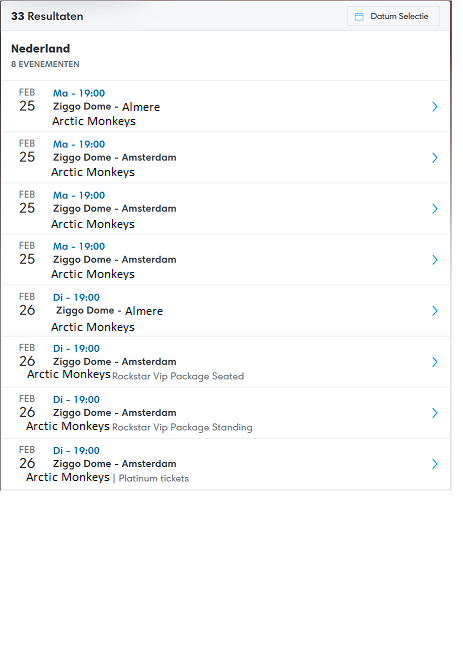 33 Resultaten
Datum Selectie
Nederland
8 EVENEMENTEN
FEB
25
Ma - 19:00
Ziggo Dome - Almere
Arctic Monkeys
FEB
25
Ma - 19:00
Ziggo Dome - Amsterdam
Arctic Monkeys
FEB
25
Ma - 19:00
Ziggo Dome - Amsterdam
Arctic Monkeys
FEB
25
Ma - 19:00
Ziggo Dome - Amsterdam
Arctic Monkeys
FEB
26
Di - 19:00
Ziggo Dome - Almere
Arctic Monkeys
FEB
26
Di - 19:00
Ziggo Dome - Amsterdam
Arctic Monkeys Rockstar Vip Package Seated
FEB
26
Di - 19:00
Ziggo Dome - Amsterdam
Arctic Monkeys Rockstar Vip Package Standing
FEB
26
Di - 19:00
Ziggo Dome - Amsterdam
Arctic Monkeys | Platinum tickets